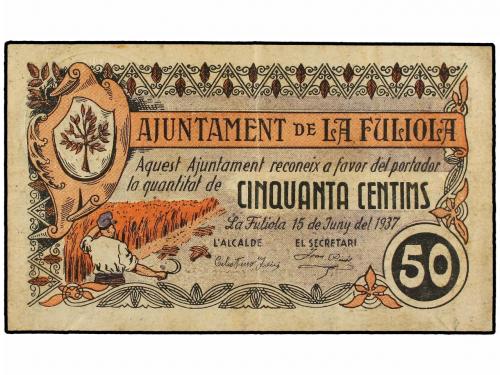 AJUNTAMENT DE LA FULIOLA
Aquest Ajuntament reconeix a favor del portador
la quantitat de CINQUANTA CENTIMS
La Fuliola 15 de Juny del 1937
L'ALCALDE EL SECRETARI
50